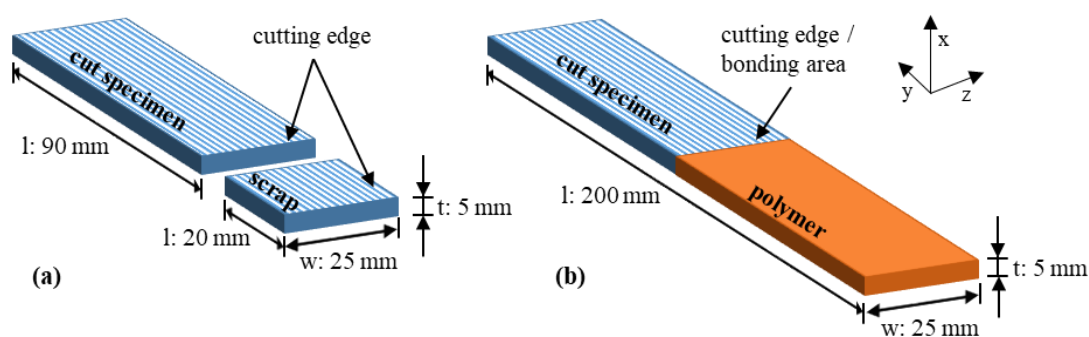 cutting edge
cut specimen
l: 90 mm
scrap
l: 20 mm
t: 5 mm
w: 25 mm
(a)
cutting edge /
bonding area
x
y
z
cut specimen
l: 200 mm
polymer
t: 5 mm
w: 25 mm
(b)